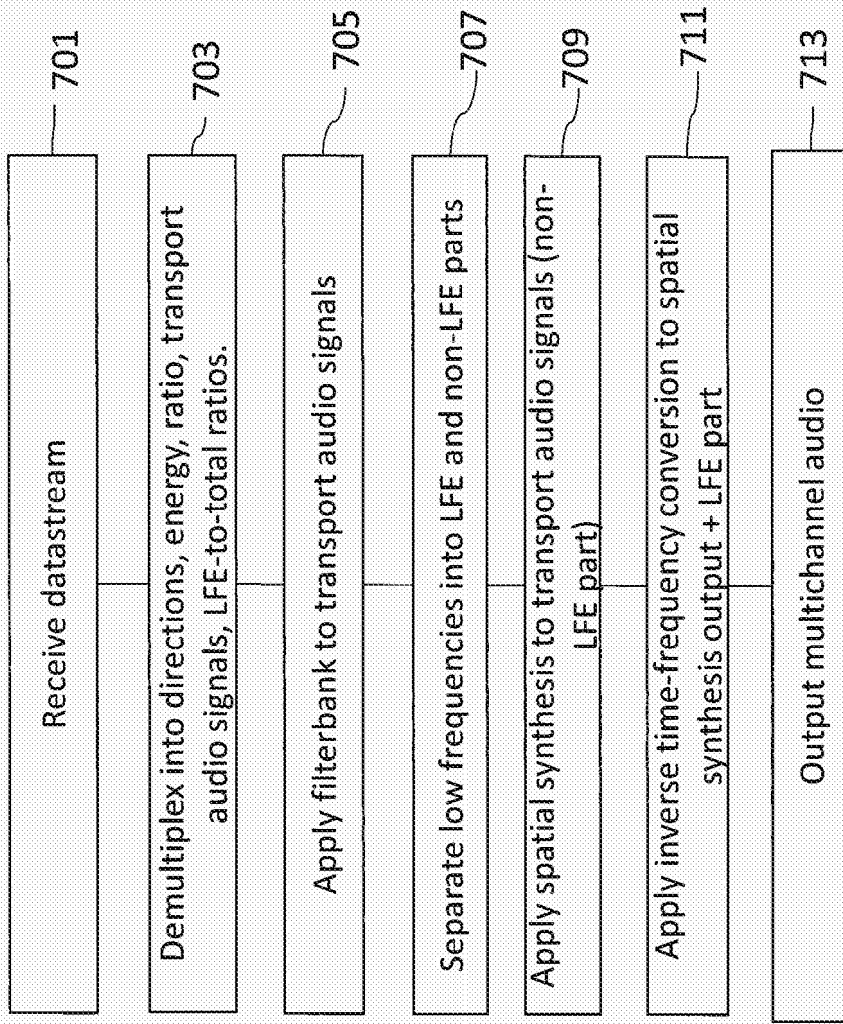 Receive datastream
701
Demultiplex into directions, energy, ratio, transport
audio signals, LFE-to-total ratios.
703
Apply filterbank to transport audio signals
705
Separate low frequencies into LFE and non-LFE parts
707
Apply spatial synthesis to transport audio signals (non-
LFE part)
709
Apply inverse time-frequency conversion to spatial
synthesis output + LFE part
711
Output multichannel audio
713